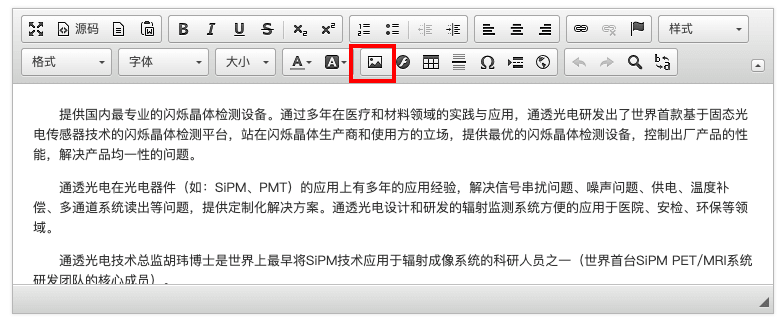 源码 B I U S x₂ x² 样式
格式 字体 大小 A A Ω
提供国内最专业的闪烁晶体检测设备。通过多年在医疗和材料领域的实践与应用，通透光电研发出了世界首款基于固态光
电传感器技术的闪烁晶体检测平台，站在闪烁晶体生产商和使用方的立场，提供最优的闪烁晶体检测设备，控制出厂产品的性
能，解决产品均一性的问题。
通透光电在光电器件（如：SiPM、PMT）的应用上有多年的应用经验，解决信号串扰问题、噪声问题、供电、温度补
偿、多通道系统读出等问题，提供定制化解决方案。通透光电设计和研发的辐射监测系统方便的应用于医院、安检、环保等领
域。
通透光电技术总监胡玮博士是世界上最早将SiPM技术应用于辐射成像系统的科研人员之一（世界首台SiPM PET/MRI系统
研发团队的核心成员）。